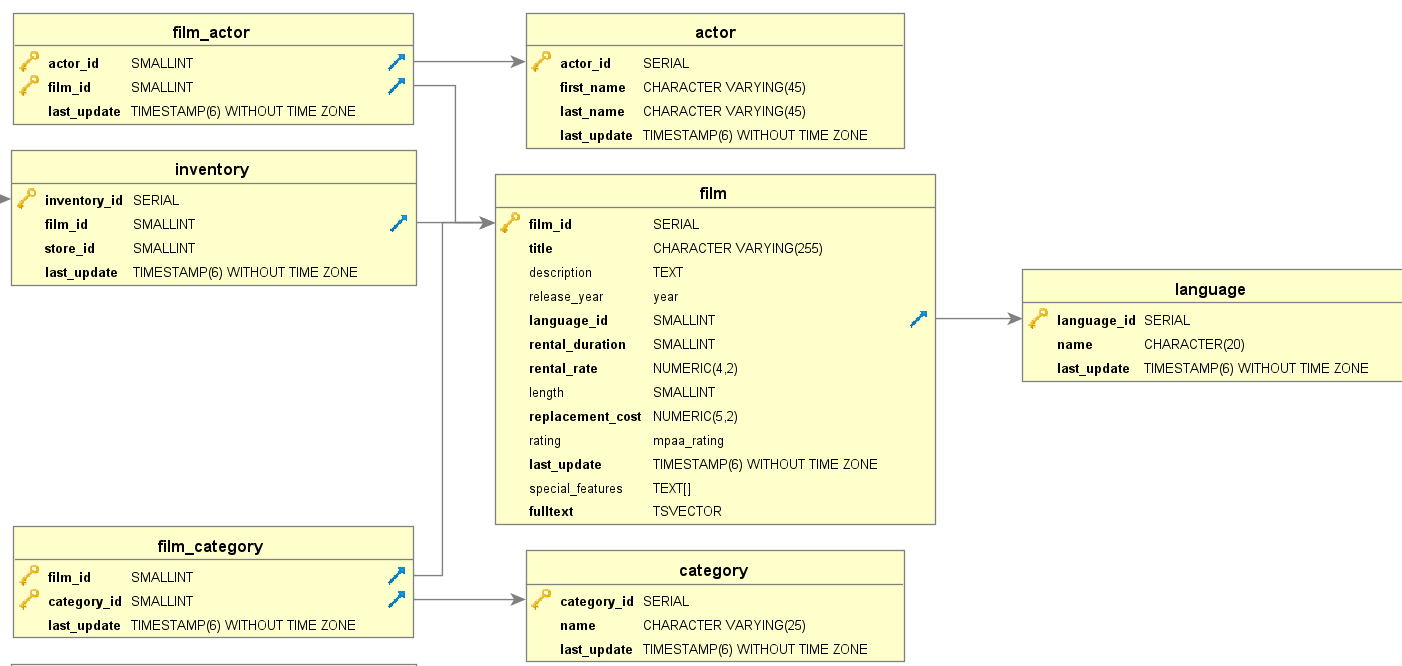 film_actor
actor_id SMALLINT
film_id SMALLINT
last_update TIMESTAMP(6) WITHOUT TIME ZONE
actor
actor_id SERIAL
first_name CHARACTER VARYING(45)
last_name CHARACTER VARYING(45)
last_update TIMESTAMP(6) WITHOUT TIME ZONE
inventory
inventory_id SERIAL
film_id SMALLINT
store_id SMALLINT
last_update TIMESTAMP(6) WITHOUT TIME ZONE
film
film_id SERIAL
title CHARACTER VARYING(255)
description TEXT
release_year year
language_id SMALLINT
rental_duration SMALLINT
rental_rate NUMERIC(4,2)
length SMALLINT
replacement_cost NUMERIC(5,2)
rating mpaa_rating
last_update TIMESTAMP(6) WITHOUT TIME ZONE
special_features TEXT[]
fulltext TSVECTOR
language
language_id SERIAL
name CHARACTER(20)
last_update TIMESTAMP(6) WITHOUT TIME ZONE
film_category
film_id SMALLINT
category_id SMALLINT
last_update TIMESTAMP(6) WITHOUT TIME ZONE
category
category_id SERIAL
name CHARACTER VARYING(25)
last_update TIMESTAMP(6) WITHOUT TIME ZONE